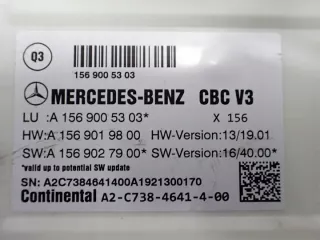 Q3
156 900 53 03
MERCEDES-BENZ CBC V3
LU :A 156 900 53 03* X 156
HW:A 156 901 98 00 HW-Version:13/19.01
SW:A 156 902 79 00* SW-Version:16/40.00*
*valid up to potential SW update
SN: A2C7384641400A1921300170
Continental A2-C738-4641-4-00